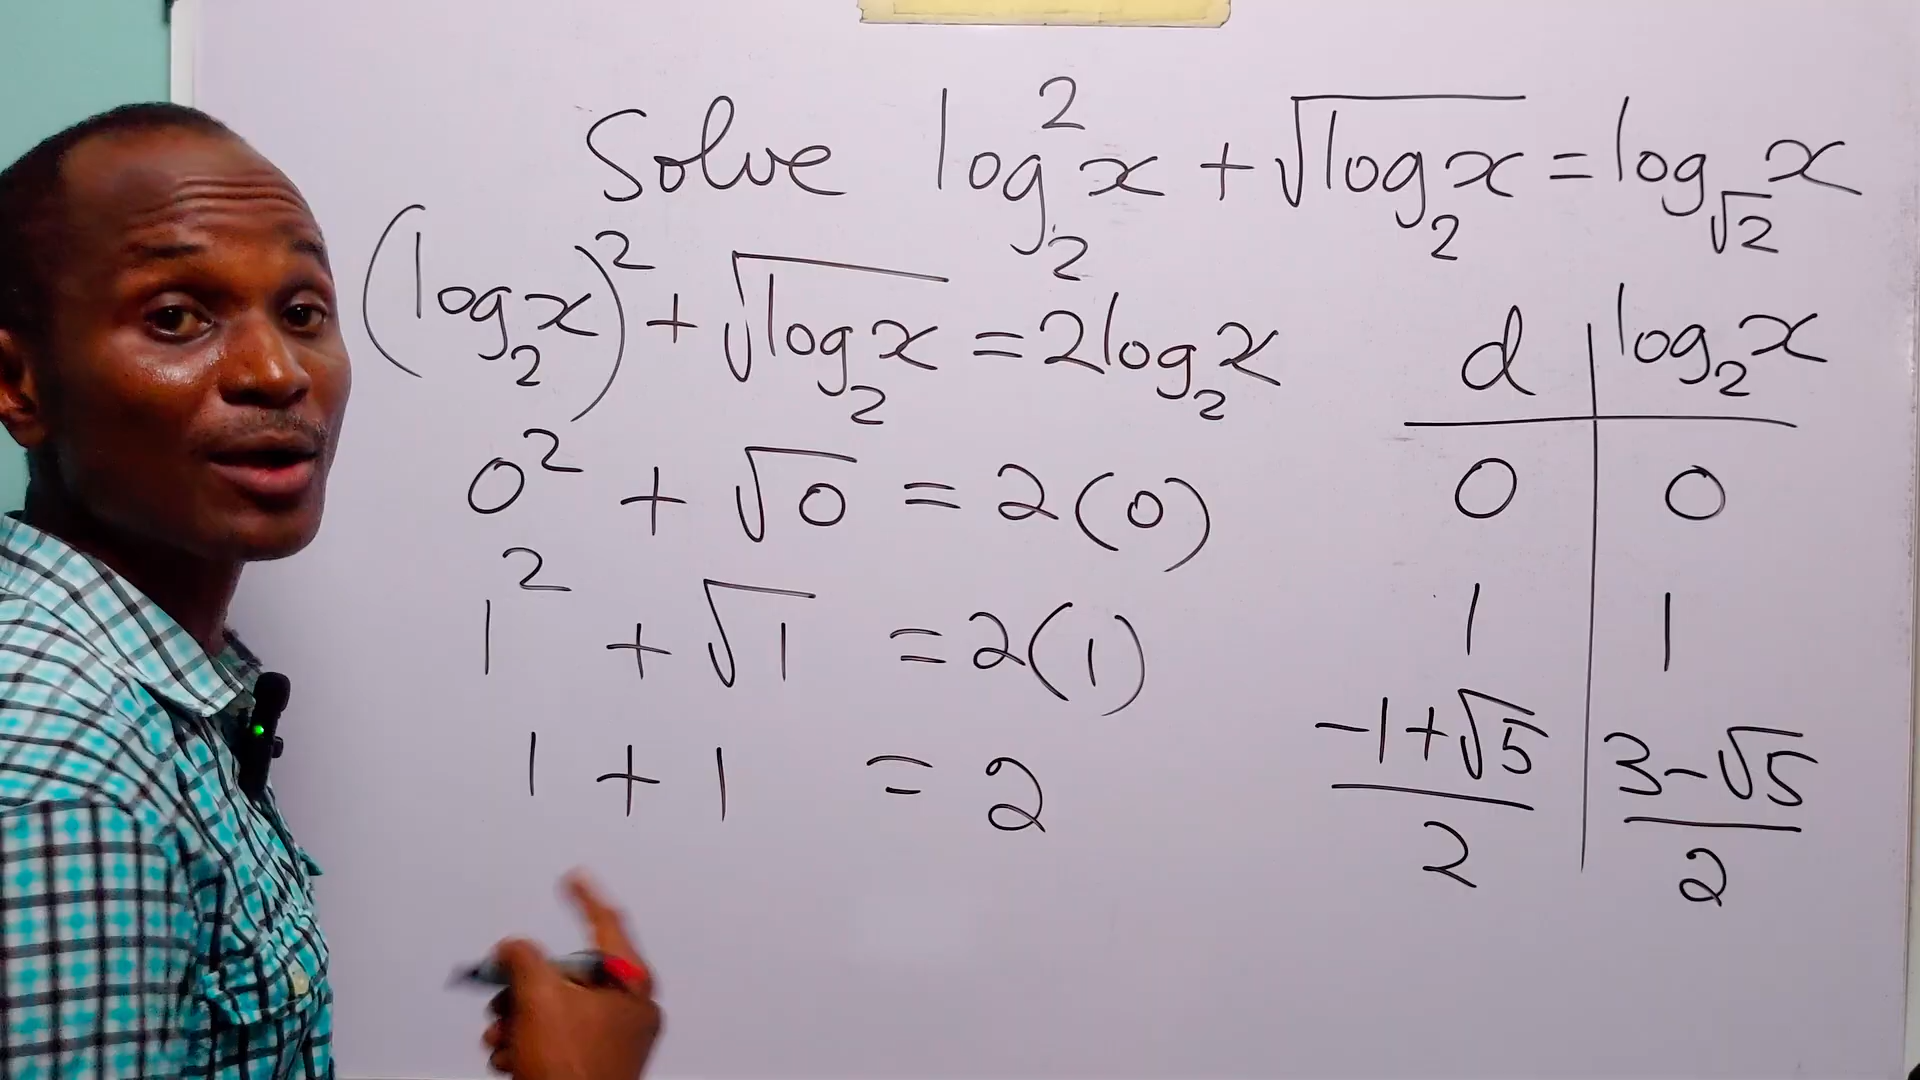 Solve log₂²x + √(log₂x) = log_√2 x
(log₂x)² + √(log₂x) = 2log₂x
0² + √0 = 2(0)
1² + √1 = 2(1)
1 + 1 = 2
d | log₂x
0 | 0
1 | 1
(-1+√5)/2 | (3-√5)/2